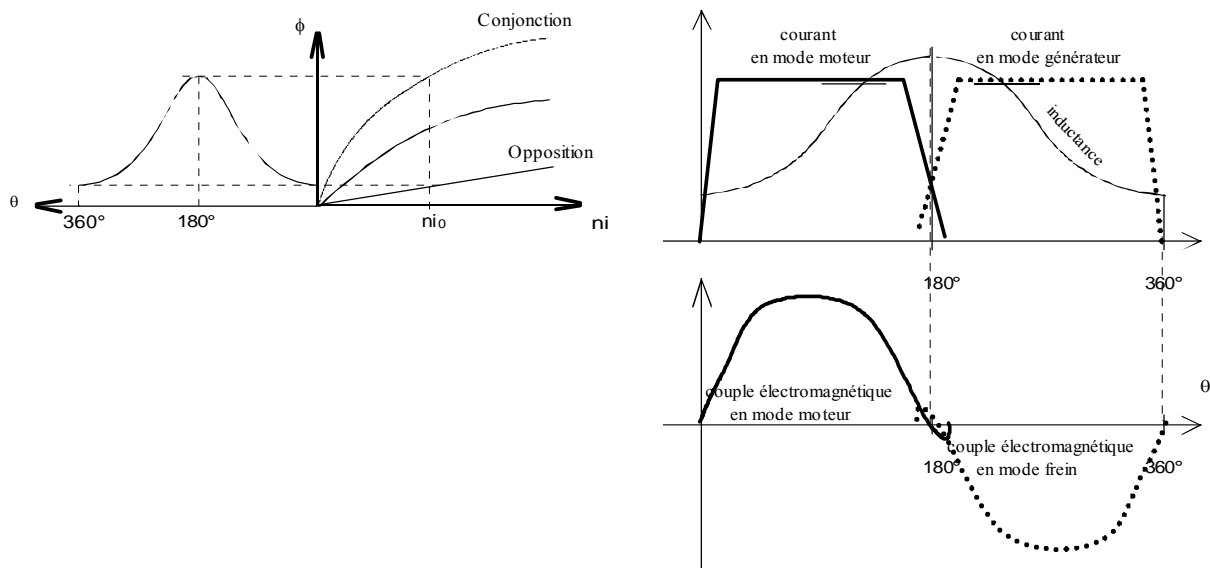 ϕ
Conjonction
Opposition
θ
360°
180°
ni₀
ni
courant
en mode moteur
courant
en mode générateur
inductance
180°
360°
couple électromagnétique
en mode moteur
θ
couple électromagnétique
en mode frein
180°
360°